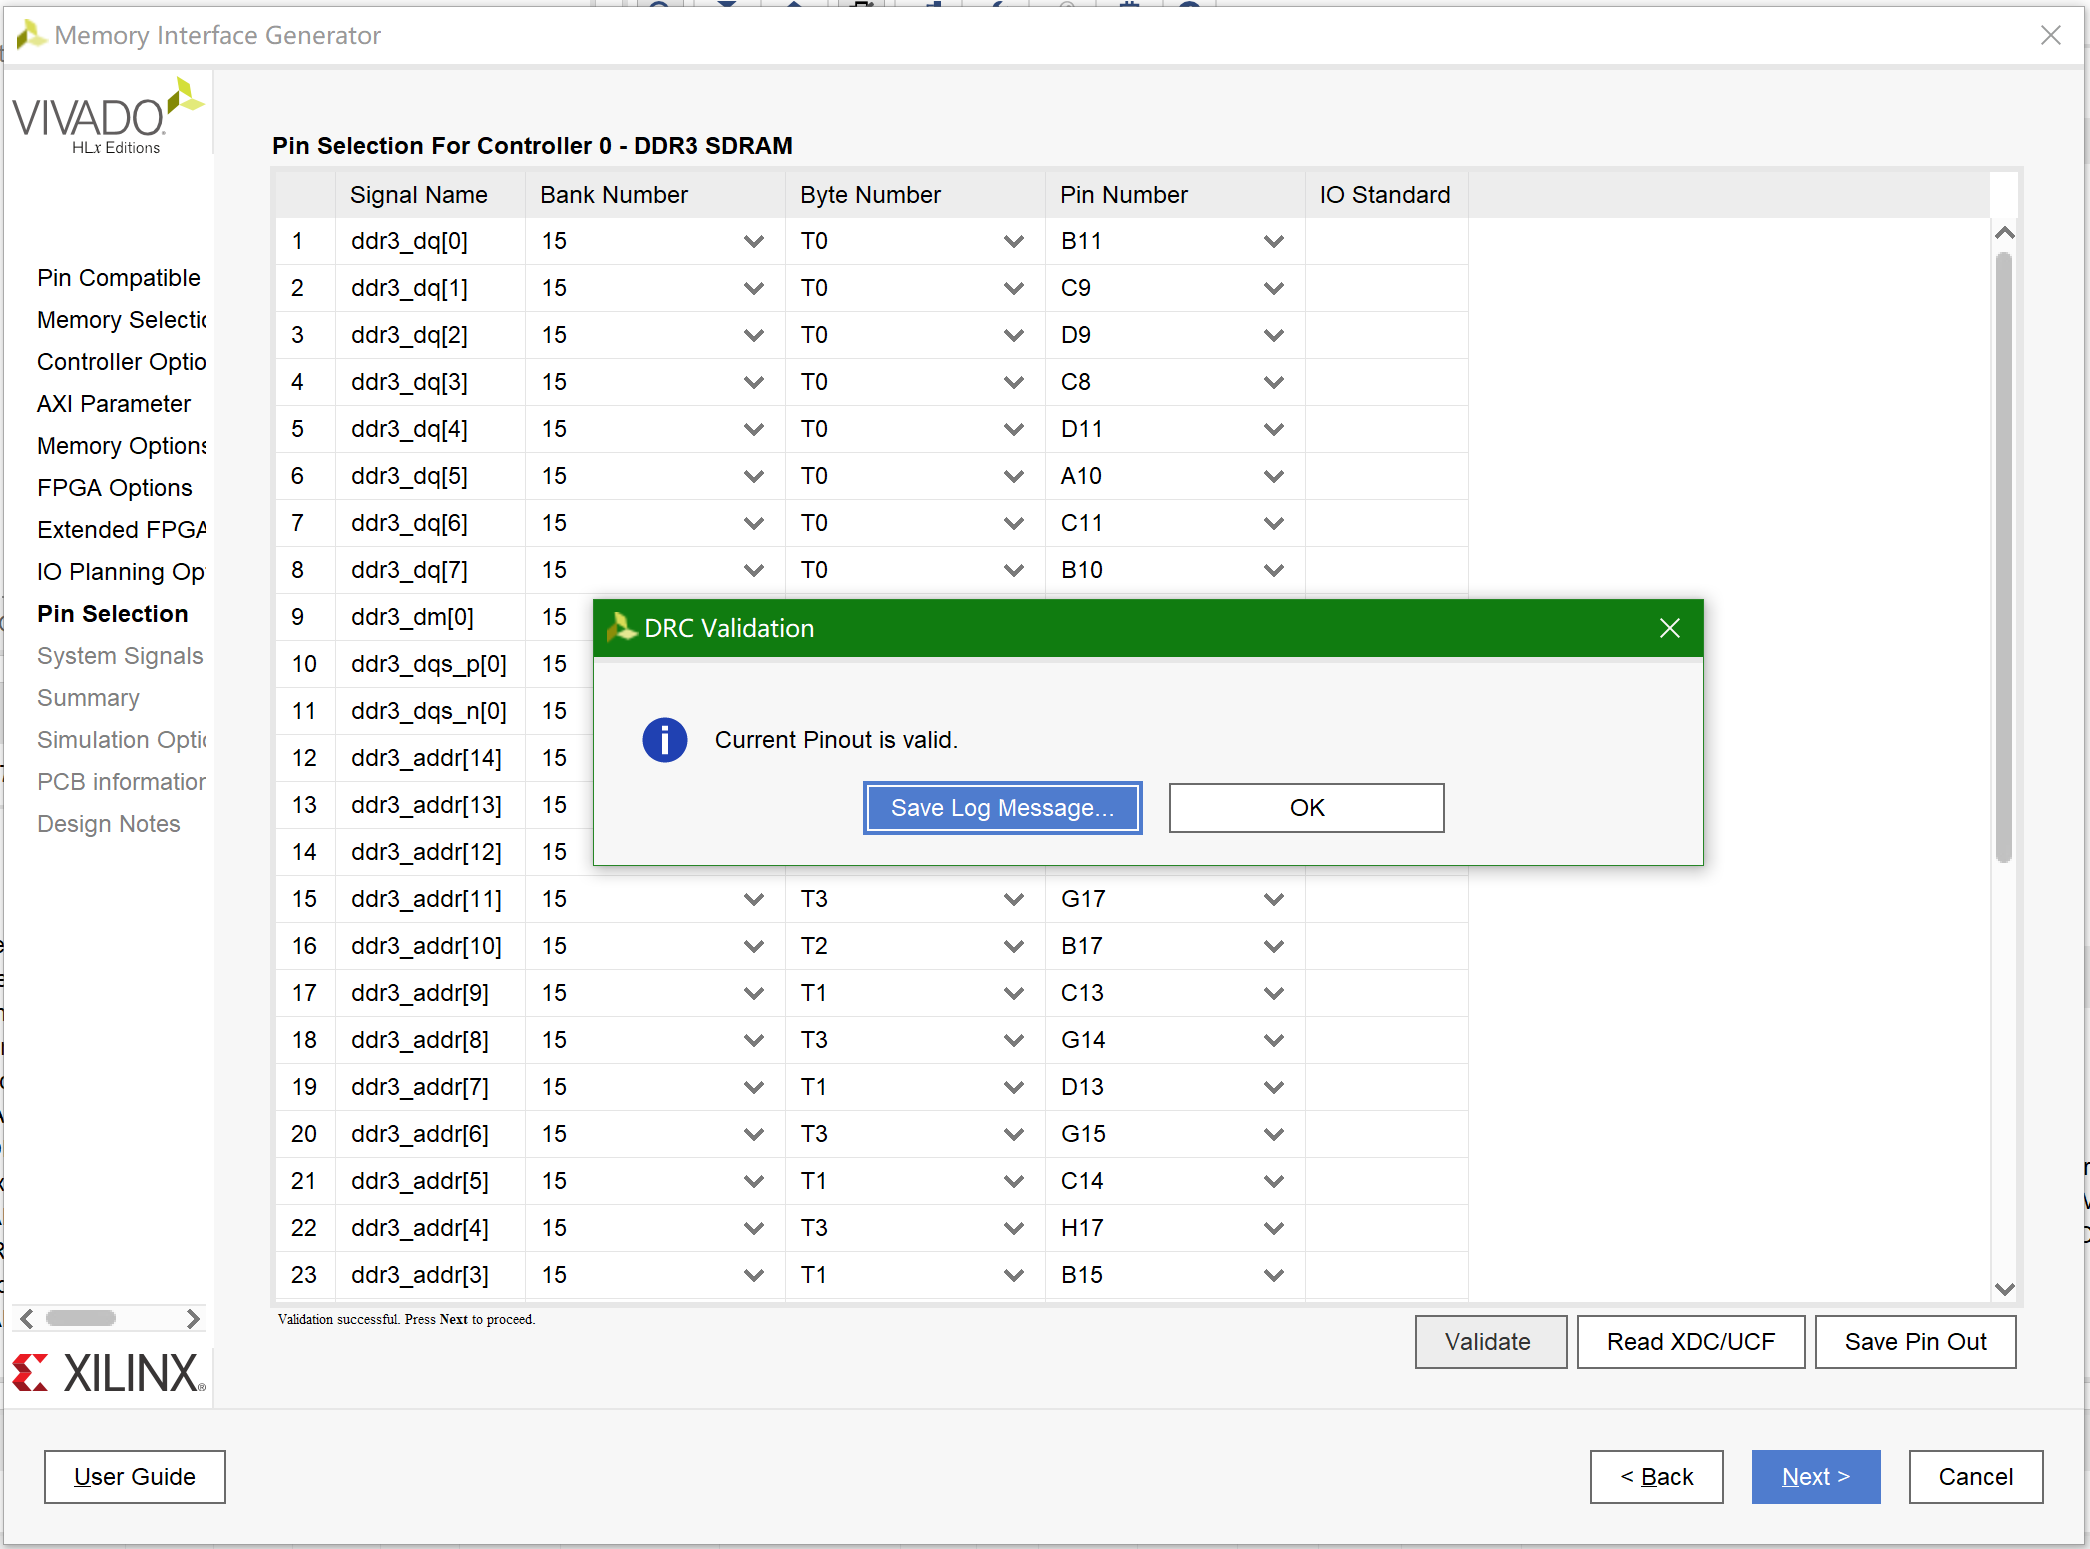 Memory Interface Generator
VIVADO.
HLx Editions
Pin Compatible
Memory Selectio
Controller Optio
AXI Parameter
Memory Options
FPGA Options
Extended FPGA
IO Planning Opt
Pin Selection
System Signals
Summary
Simulation Optio
PCB information
Design Notes
XILINX®
Pin Selection For Controller 0 - DDR3 SDRAM
Signal Name Bank Number Byte Number Pin Number IO Standard
1 ddr3_dq[0] 15 T0 B11
2 ddr3_dq[1] 15 T0 C9
3 ddr3_dq[2] 15 T0 D9
4 ddr3_dq[3] 15 T0 C8
5 ddr3_dq[4] 15 T0 D11
6 ddr3_dq[5] 15 T0 A10
7 ddr3_dq[6] 15 T0 C11
8 ddr3_dq[7] 15 T0 B10
9 ddr3_dm[0] 15
10 ddr3_dqs_p[0] 15
11 ddr3_dqs_n[0] 15
12 ddr3_addr[14] 15
13 ddr3_addr[13] 15
14 ddr3_addr[12] 15
15 ddr3_addr[11] 15 T3 G17
16 ddr3_addr[10] 15 T2 B17
17 ddr3_addr[9] 15 T1 C13
18 ddr3_addr[8] 15 T3 G14
19 ddr3_addr[7] 15 T1 D13
20 ddr3_addr[6] 15 T3 G15
21 ddr3_addr[5] 15 T1 C14
22 ddr3_addr[4] 15 T3 H17
23 ddr3_addr[3] 15 T1 B15
DRC Validation
Current Pinout is valid.
Save Log Message... OK
Validation successful. Press Next to proceed.
Validate Read XDC/UCF Save Pin Out
User Guide < Back Next > Cancel